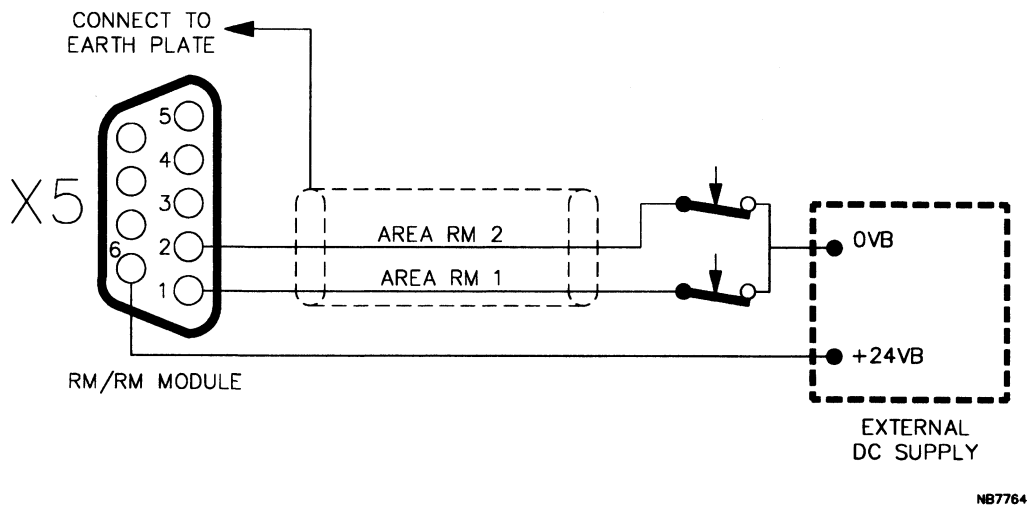 CONNECT TO
EARTH PLATE
X5
5
4
3
2
6
1
AREA RM 2
AREA RM 1
0VB
+24VB
RM/RM MODULE
EXTERNAL
DC SUPPLY
NB7764